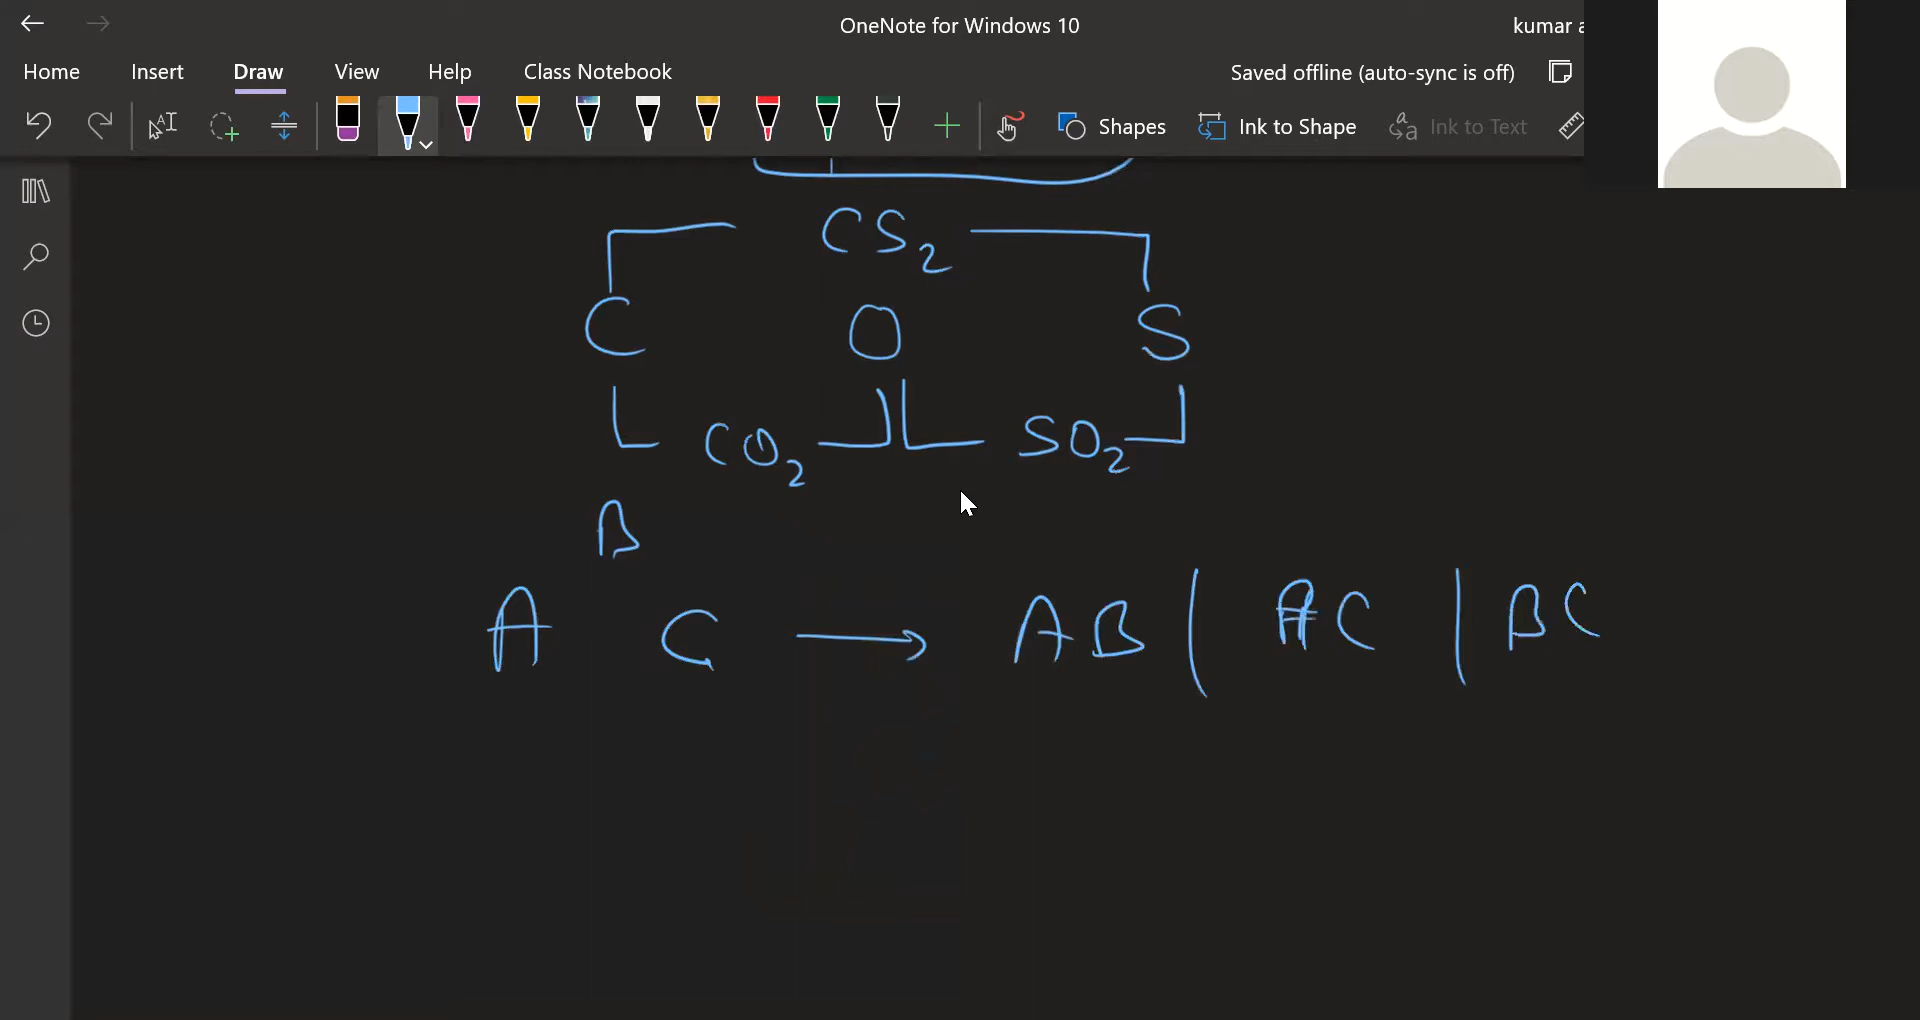 OneNote for Windows 10
kumar a
Home Insert Draw View Help Class Notebook
Saved offline (auto-sync is off)
Shapes Ink to Shape Ink to Text
CS2
C O S
CO2 SO2
B
A C → AB | AC | BC